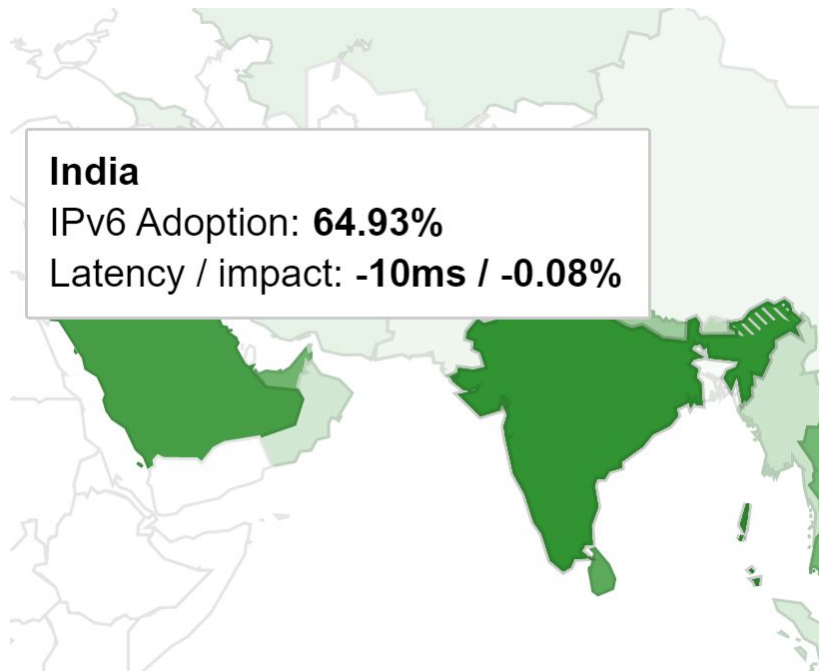 India
IPv6 Adoption: 64.93%
Latency / impact: -10ms / -0.08%